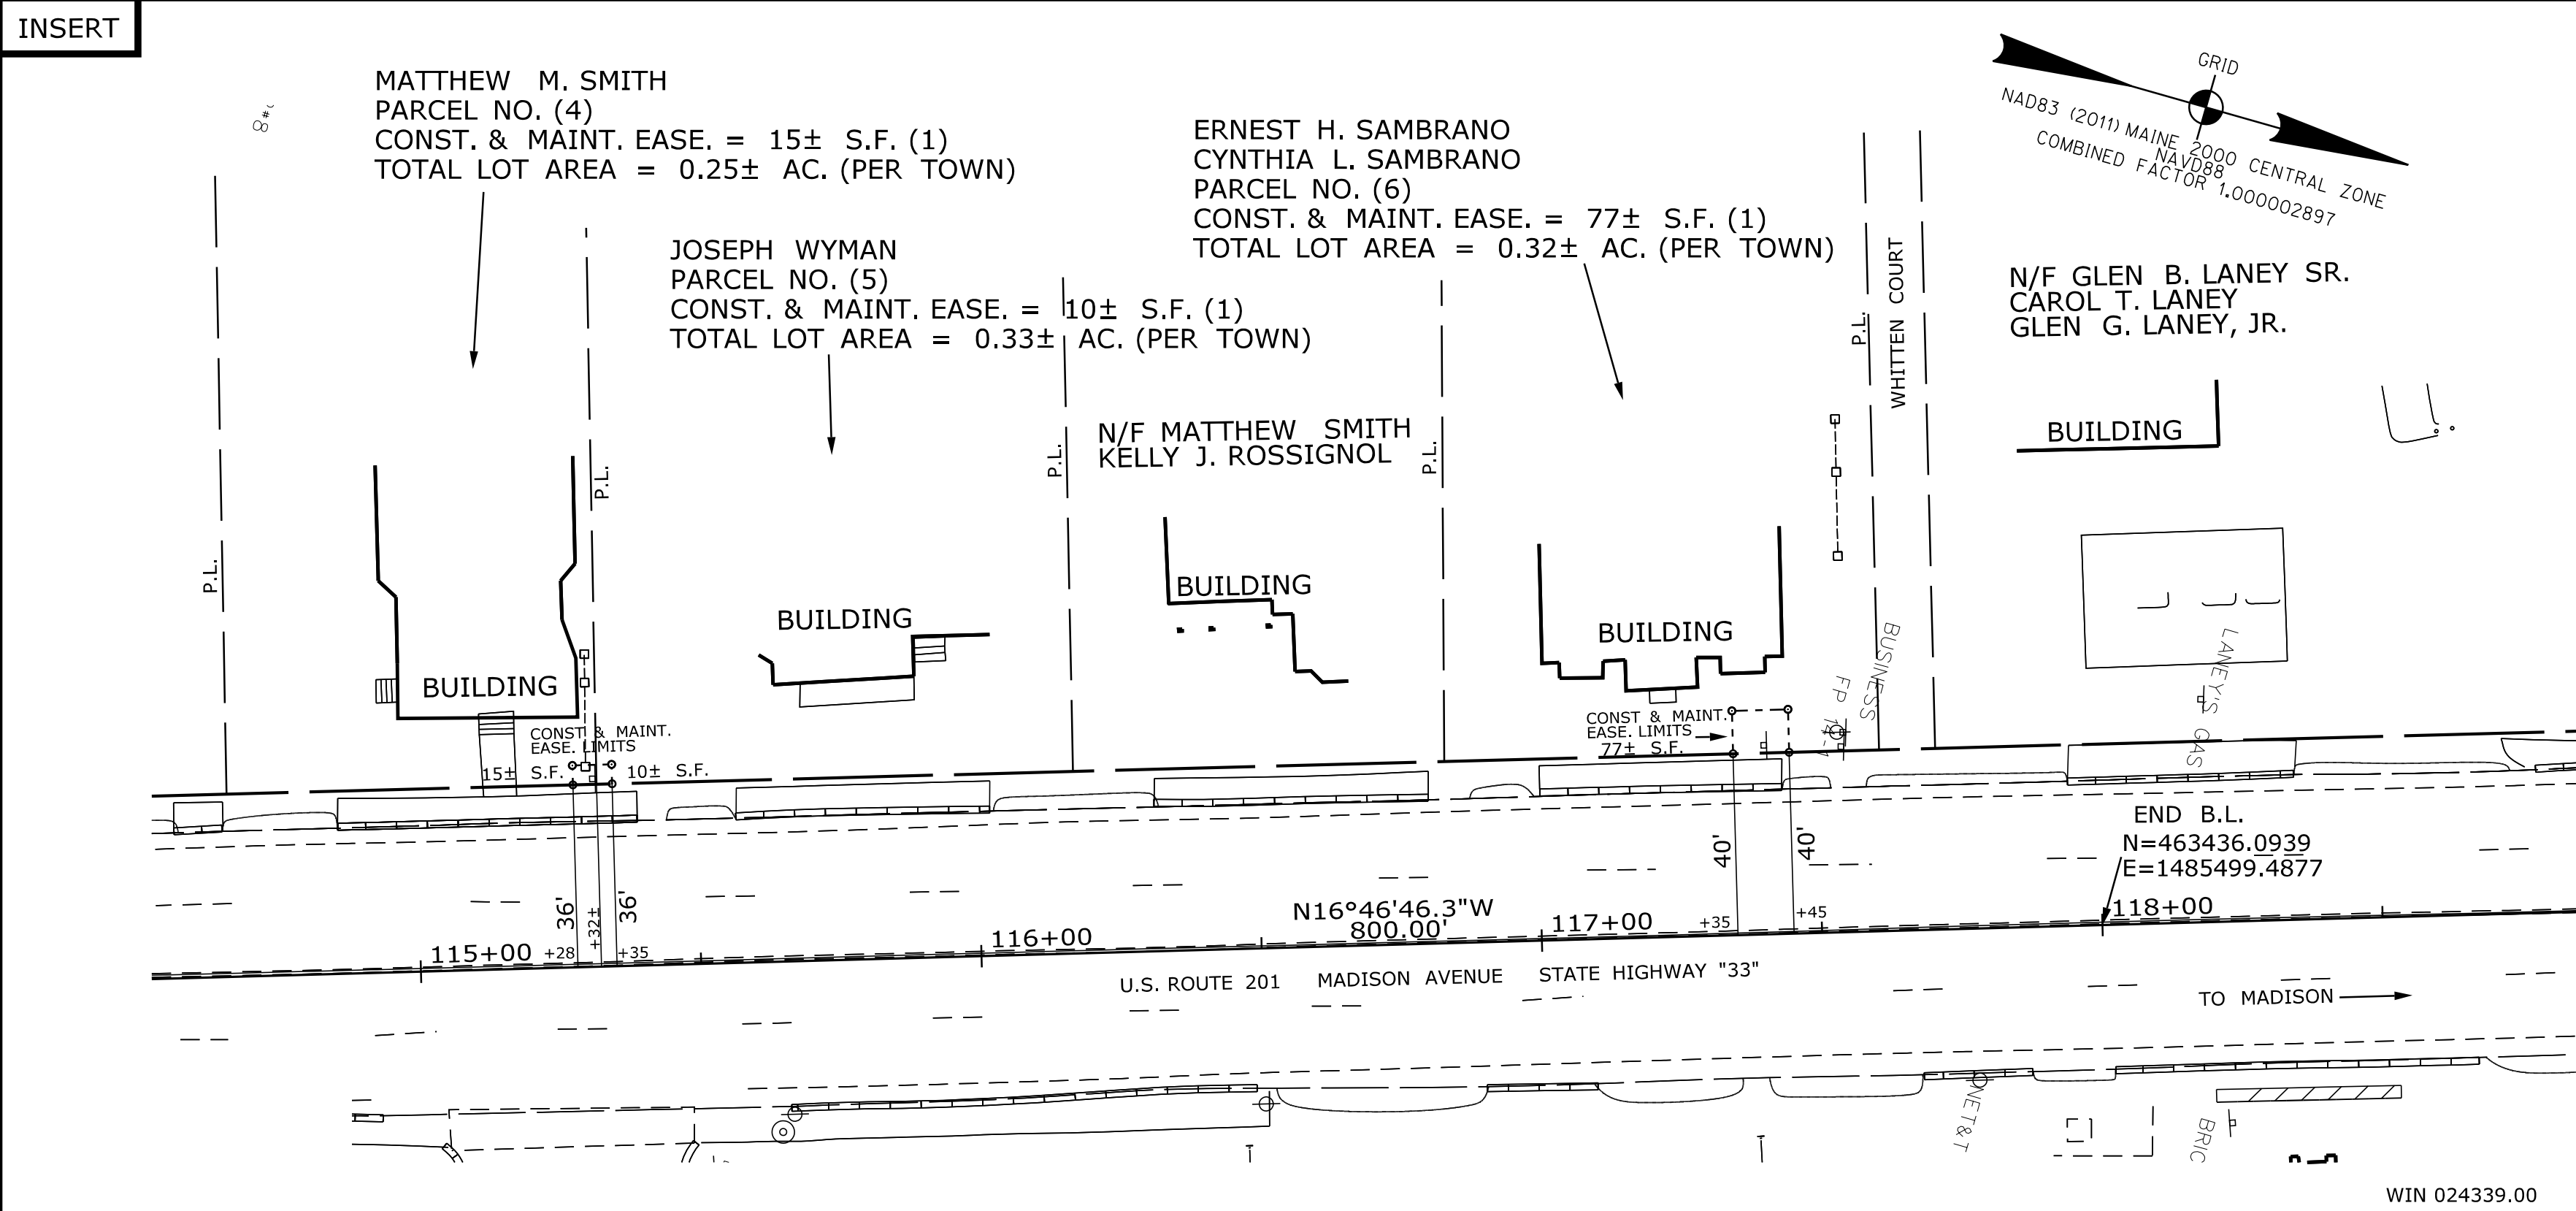 INSERT
MATTHEW M. SMITH
PARCEL NO. (4)
CONST. & MAINT. EASE. = 15± S.F. (1)
TOTAL LOT AREA = 0.25± AC. (PER TOWN)
JOSEPH WYMAN
PARCEL NO. (5)
CONST. & MAINT. EASE. = 10± S.F. (1)
TOTAL LOT AREA = 0.33± AC. (PER TOWN)
ERNEST H. SAMBRANO
CYNTHIA L. SAMBRANO
PARCEL NO. (6)
CONST. & MAINT. EASE. = 77± S.F. (1)
TOTAL LOT AREA = 0.32± AC. (PER TOWN)
GRID
NAD83 (2011) MAINE 2000 CENTRAL ZONE
NAVD88
COMBINED FACTOR 1.000002897
N/F GLEN B. LANEY SR.
CAROL T. LANEY
GLEN G. LANEY, JR.
N/F MATTHEW SMITH
KELLY J. ROSSIGNOL
WHITTEN COURT
P.L.
P.L.
P.L.
P.L.
P.L.
BUILDING
BUILDING
BUILDING
BUILDING
BUILDING
CONST & MAINT.
EASE. LIMITS
15± S.F.
10± S.F.
CONST & MAINT.
EASE. LIMITS
77± S.F.
BUSINESS
FP
LANEY'S GAS
36'
+32±
36'
40'
40'
END B.L.
N=463436.0939
E=1485499.4877
N16°46'46.3"W
800.00'
115+00
+28
+35
116+00
117+00
+35
+45
118+00
U.S. ROUTE 201 MADISON AVENUE STATE HIGHWAY "33"
TO MADISON
NET&T
BRIC
WIN 024339.00